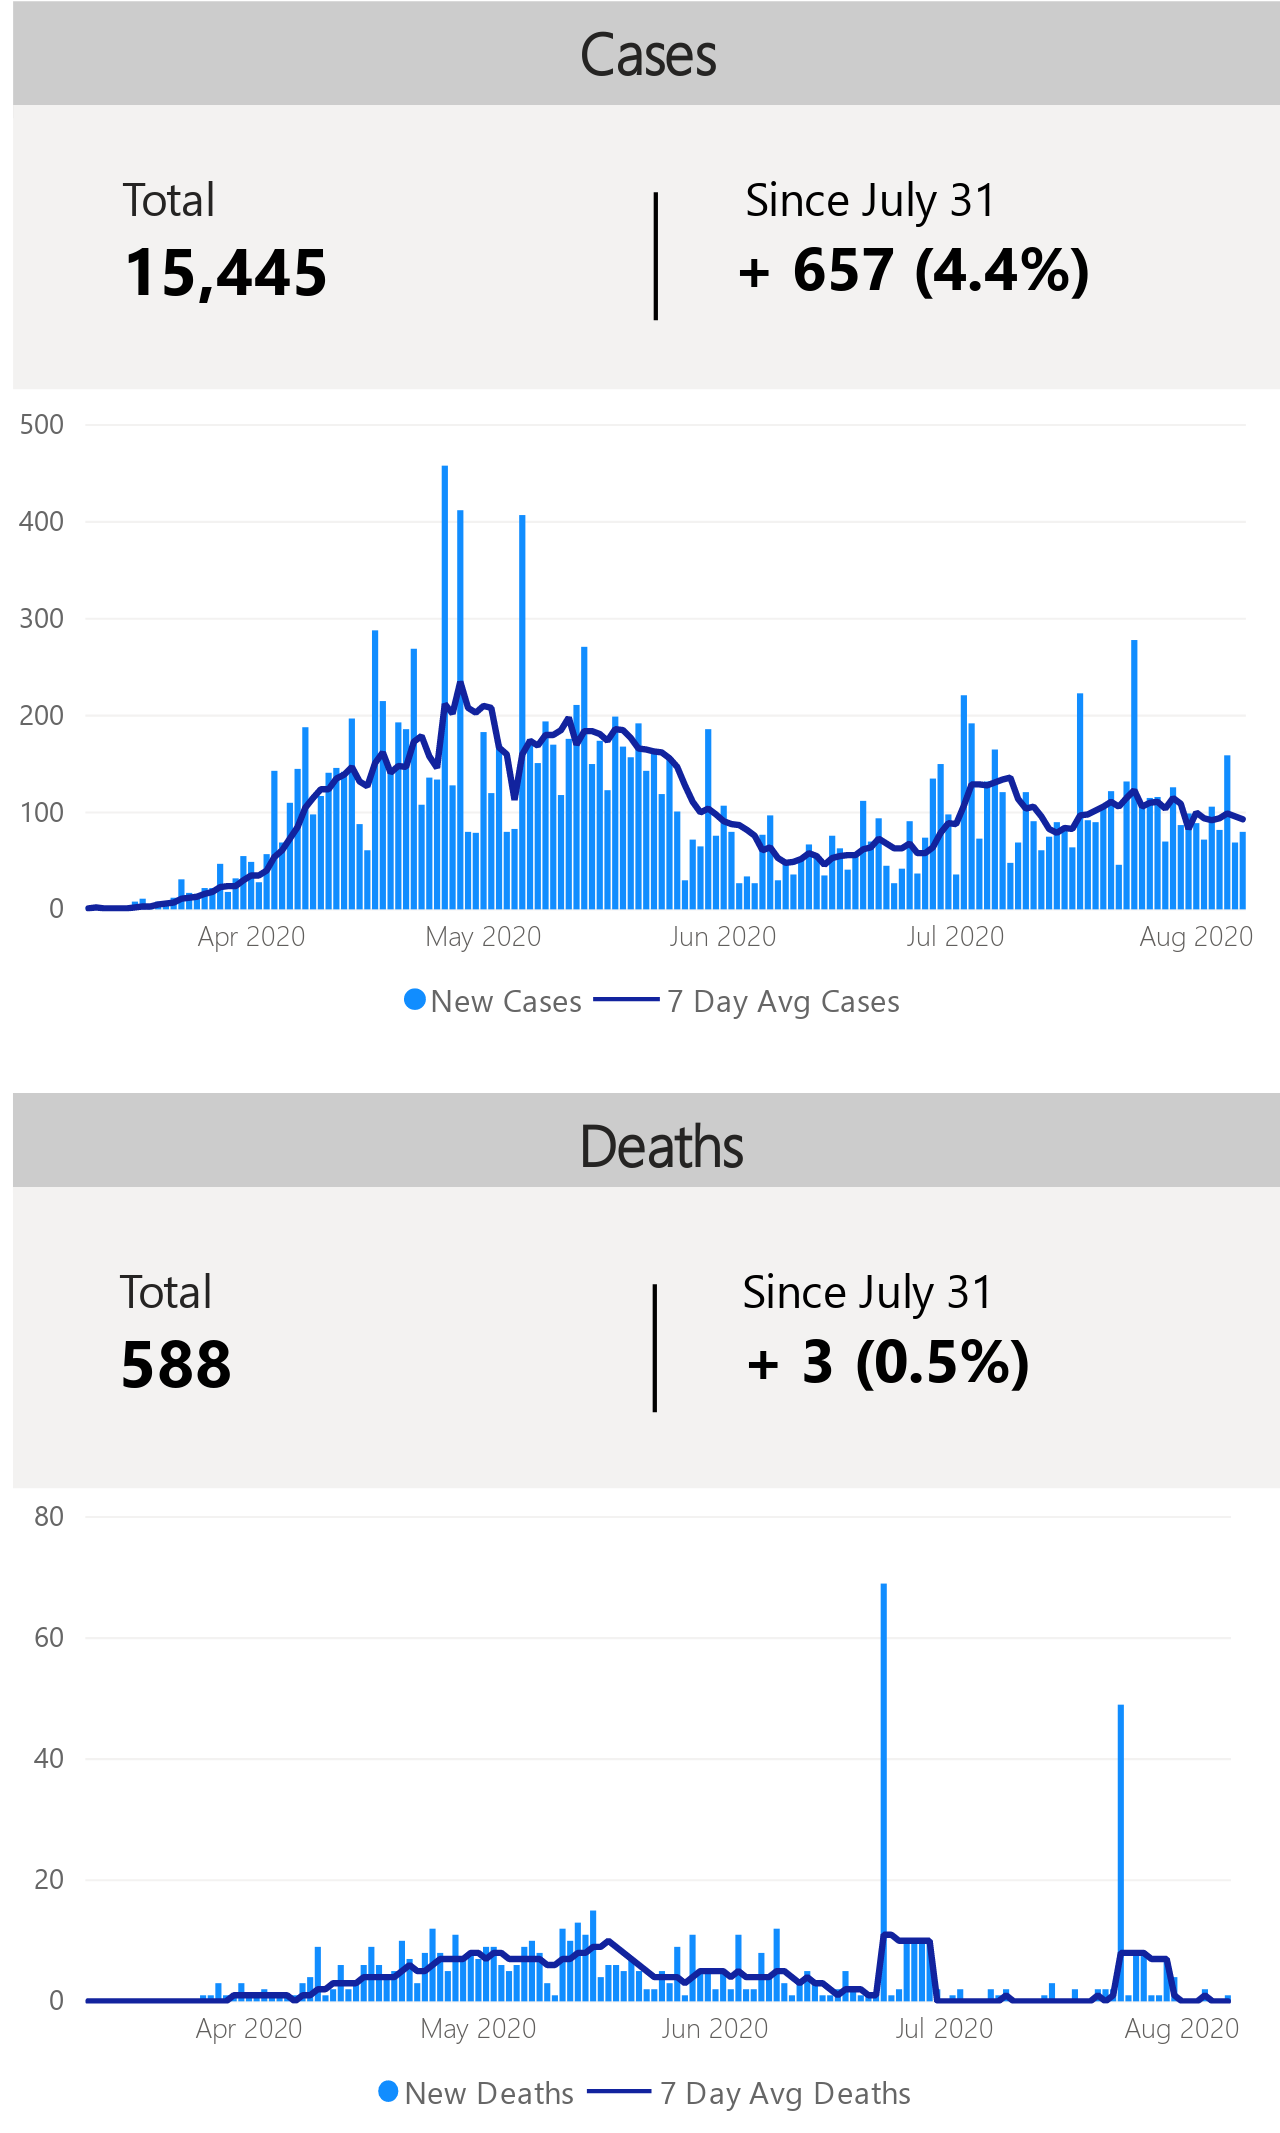 Cases
Total
Since July 31
15,445
+ 657 (4.4%)
500
400
300
200
100
0
Apr 2020
May 2020
Jun 2020
Jul 2020
Aug 2020
New Cases
7 Day Avg Cases
Deaths
Total
Since July 31
588
+ 3 (0.5%)
80
60
40
20
0
Apr 2020
May 2020
Jun 2020
Jul 2020
Aug 2020
New Deaths
7 Day Avg Deaths